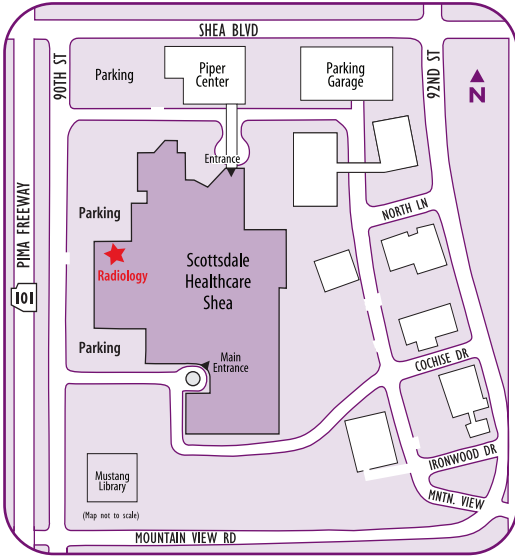 SHEA BLVD
90TH ST
Parking
Piper
Center
Parking
Garage
92ND ST
N
Entrance
NORTH LN
Parking
PIMA FREEWAY
Radiology
Scottsdale
Healthcare
Shea
101
Parking
Main
Entrance
COCHISE DR
IRONWOOD DR
Mustang
Library
MNTN. VIEW
(Map not to scale)
MOUNTAIN VIEW RD